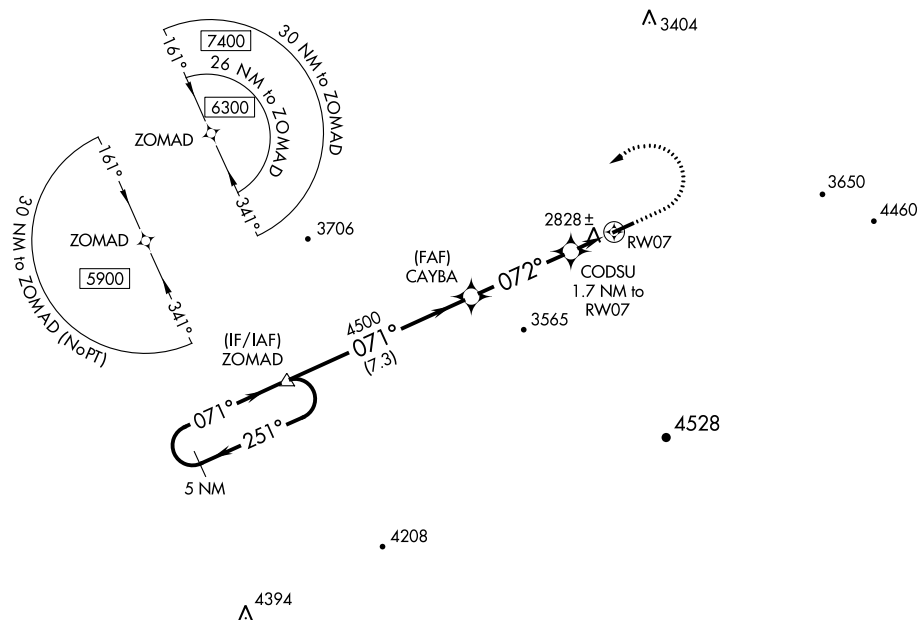 3404
30 NM to ZOMAD
7400
161°
26 NM to ZOMAD
6300
ZOMAD
341°
161°
30 NM to ZOMAD (NoPT)
ZOMAD
5900
341°
3706
3650
4460
2828 ±
RW07
(FAF)
CAYBA
072°
CODSU
1.7 NM to
RW07
3565
4500
071°
(7.3)
(IF/IAF)
ZOMAD
071°
251°
5 NM
4528
4208
4394